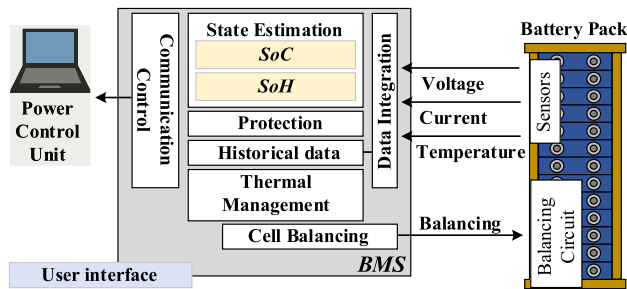 Power
Control
Unit
Communication
Control
State Estimation
SoC
SoH
Protection
Historical data
Thermal
Management
Cell Balancing
Data Integration
BMS
User interface
Voltage
Current
Temperature
Balancing
Battery Pack
Sensors
Balancing
Circuit